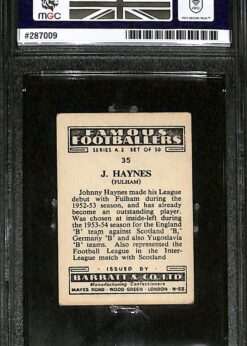 MGC
#287009
FAMOUS
FOOTBALLERS
SERIES A.2 SET OF 50
35
J. HAYNES
(FULHAM)
Johnny Haynes made his League
debut with Fulham during the
1952-53 season, and has already
become an outstanding player.
Was chosen at inside-left during
the 1953-54 season for the England
"B" team against Scotland "B,"
Germany "B" and also Yugoslavia
"B" teams. Also represented the
Football League in the Inter-
League match with Scotland
ISSUED BY
BARRATT & CO. LTD
Manufacturing Confectioners
MAYES ROAD · WOOD GREEN · LONDON · N·22